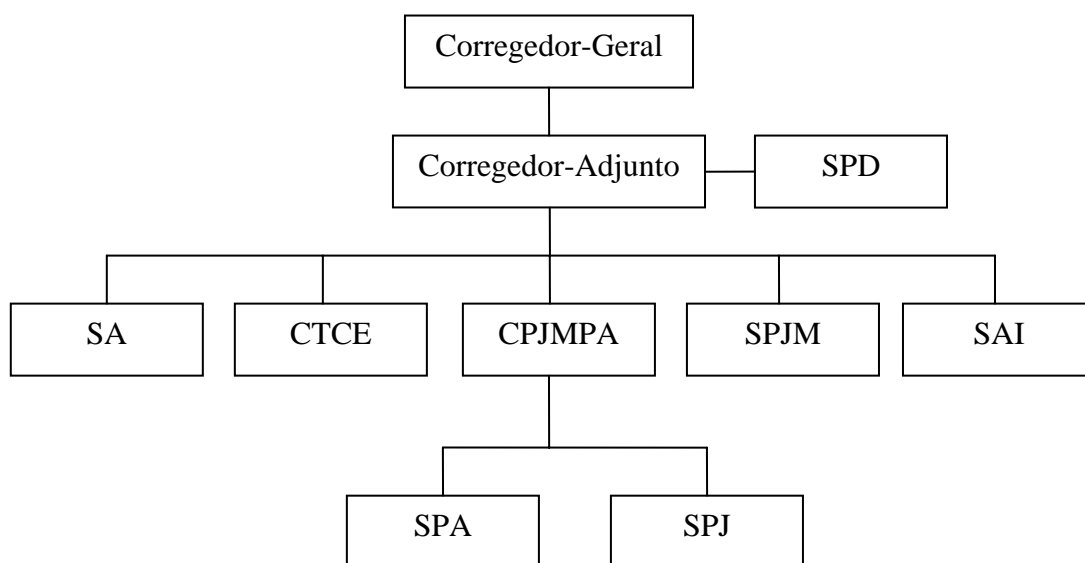 Corregedor-Geral
Corregedor-Adjunto
SPD
SA
CTCE
CPJMPA
SPJM
SAI
SPA
SPJ